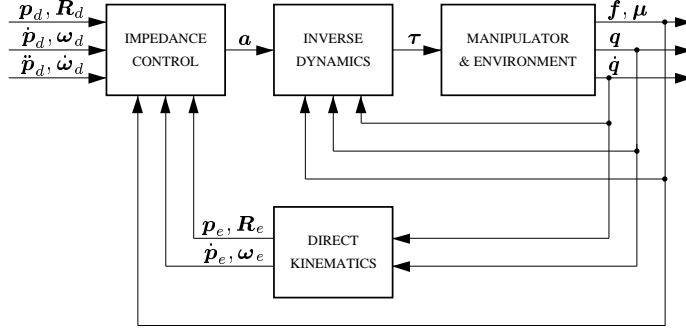 p_d, R_d
ṗ_d, ω_d
p̈_d, ω̇_d
IMPEDANCE
CONTROL
a
INVERSE
DYNAMICS
τ
MANIPULATOR
& ENVIRONMENT
f, μ
q
q̇
p_e, R_e
ṗ_e, ω_e
DIRECT
KINEMATICS